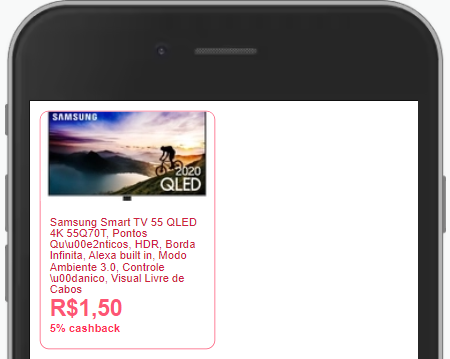 SAMSUNG
2020
QLED
Samsung Smart TV 55 QLED
4K 55Q70T, Pontos
Qu\u00e2nticos, HDR, Borda
Infinita, Alexa built in, Modo
Ambiente 3.0, Controle
\u00danico, Visual Livre de
Cabos
R$1,50
5% cashback